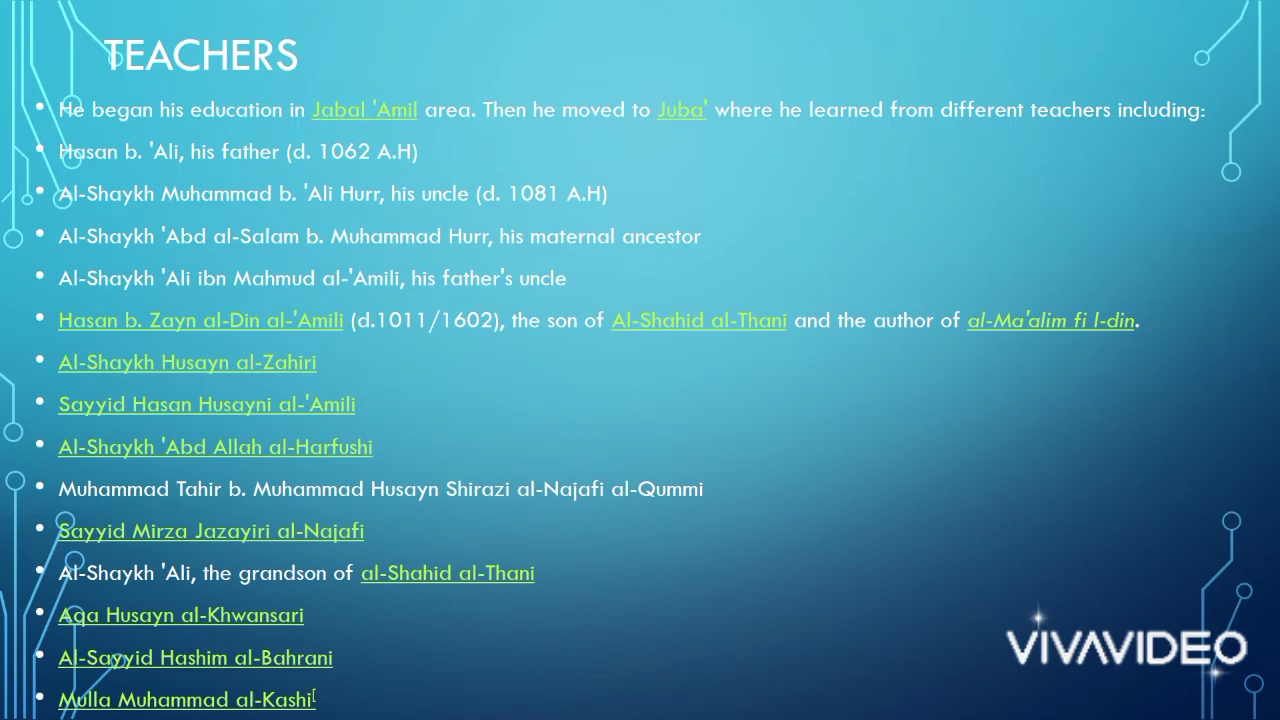 TEACHERS
• He began his education in Jabal 'Amil area. Then he moved to Juba' where he learned from different teachers including:
• Hasan b. 'Ali, his father (d. 1062 A.H)
• Al-Shaykh Muhammad b. 'Ali Hurr, his uncle (d. 1081 A.H)
• Al-Shaykh 'Abd al-Salam b. Muhammad Hurr, his maternal ancestor
• Al-Shaykh 'Ali ibn Mahmud al-'Amili, his father's uncle
• Hasan b. Zayn al-Din al-'Amili (d.1011/1602), the son of Al-Shahid al-Thani and the author of al-Ma'alim fi l-din.
• Al-Shaykh Husayn al-Zahiri
• Sayyid Hasan Husayni al-'Amili
• Al-Shaykh 'Abd Allah al-Harfushi
• Muhammad Tahir b. Muhammad Husayn Shirazi al-Najafi al-Qummi
• Sayyid Mirza Jazayiri al-Najafi
• Al-Shaykh 'Ali, the grandson of al-Shahid al-Thani
• Aqa Husayn al-Khwansari
• Al-Sayyid Hashim al-Bahrani
• Mulla Muhammad al-Kashi[
VIVAVIDEO